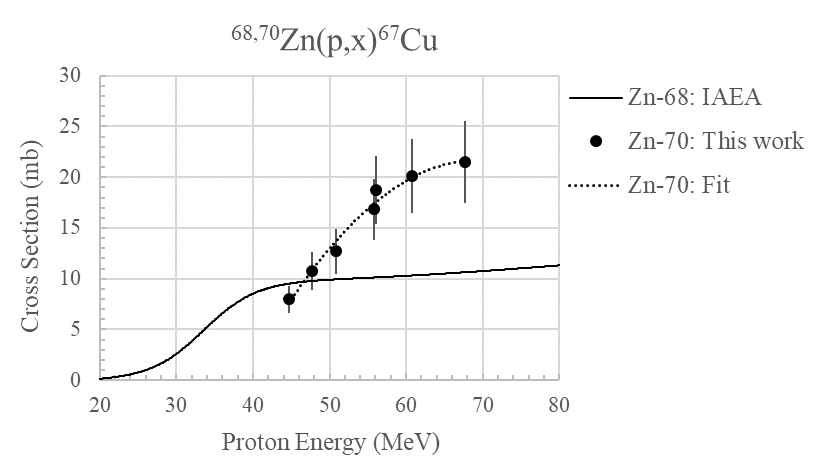 68,70Zn(p,x)67Cu
30
25
20
15
10
5
0
Cross Section (mb)
20 30 40 50 60 70 80
Proton Energy (MeV)
Zn-68: IAEA
Zn-70: This work
Zn-70: Fit